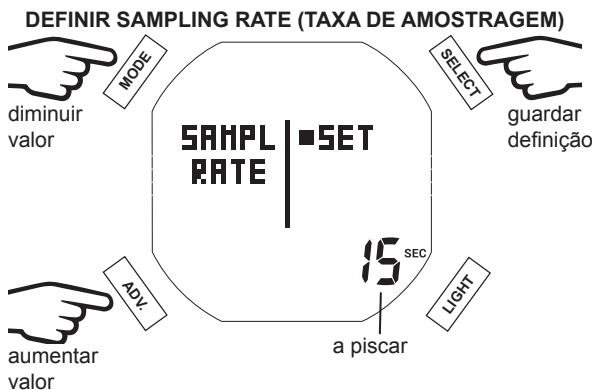 DEFINIR SAMPLING RATE (TAXA DE AMOSTRAGEM)
MODE
SELECT
diminuir
valor
guardar
definição
SAMPL
RATE
■SET
15 SEC
ADV.
LIGHT
a piscar
aumentar
valor